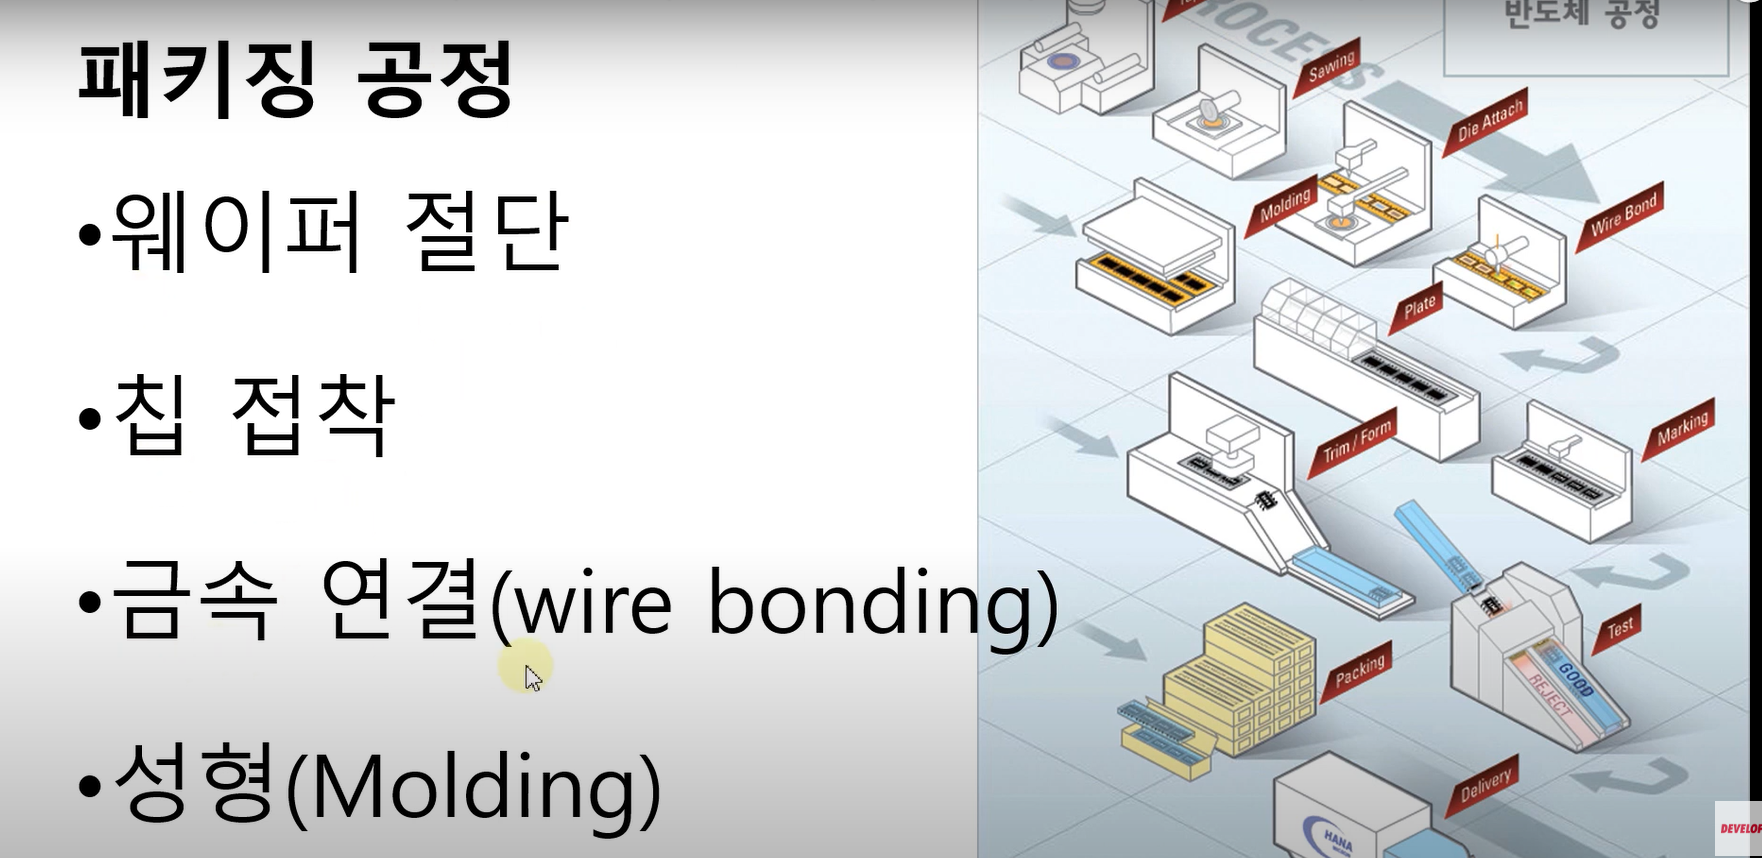 패키징 공정
•웨이퍼 절단
•칩 접착
•금속 연결(wire bonding)
•성형(Molding)
반도체 공정
Sawing
Die Attach
Molding
Wire Bond
Plate
Trim / Form
Marking
Test
GOOD
REJECT
Packing
Delivery
HANA